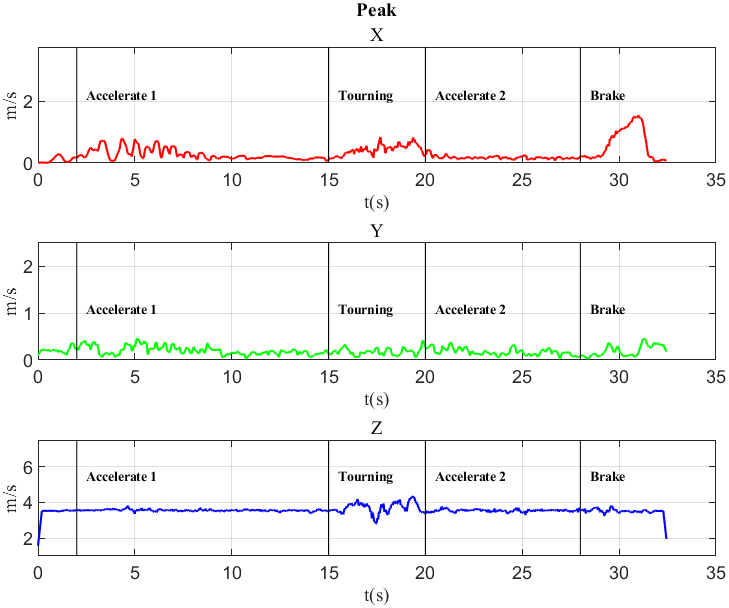 Peak
X
m/s
2
0
Accelerate 1
Tourning
Accelerate 2
Brake
0 5 10 15 20 25 30 35
t(s)
Y
m/s
2
1
0
Accelerate 1
Tourning
Accelerate 2
Brake
0 5 10 15 20 25 30 35
t(s)
Z
m/s
6
4
2
Accelerate 1
Tourning
Accelerate 2
Brake
0 5 10 15 20 25 30 35
t(s)